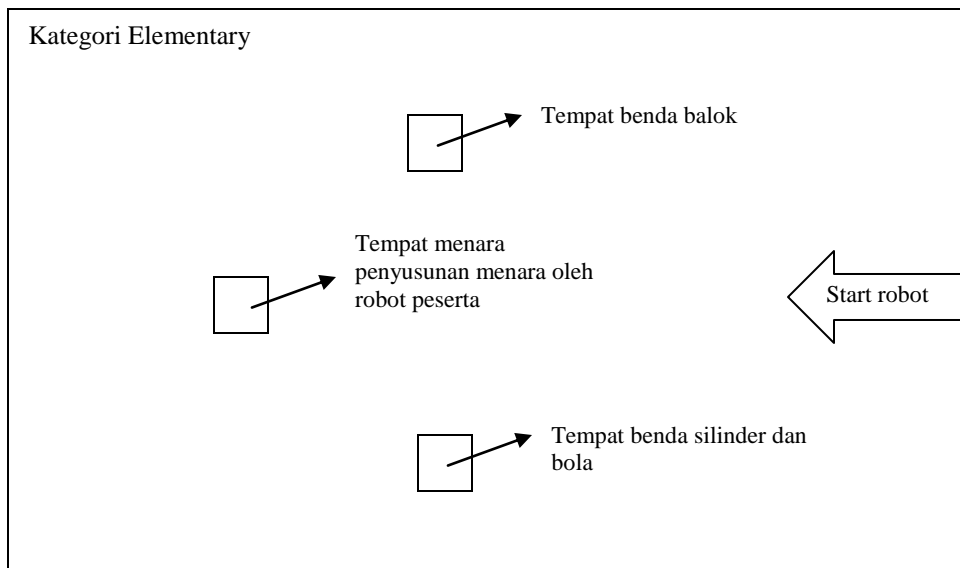 Kategori Elementary
Tempat benda balok
Tempat menara
penyusunan menara oleh
robot peserta
Start robot
Tempat benda silinder dan
bola